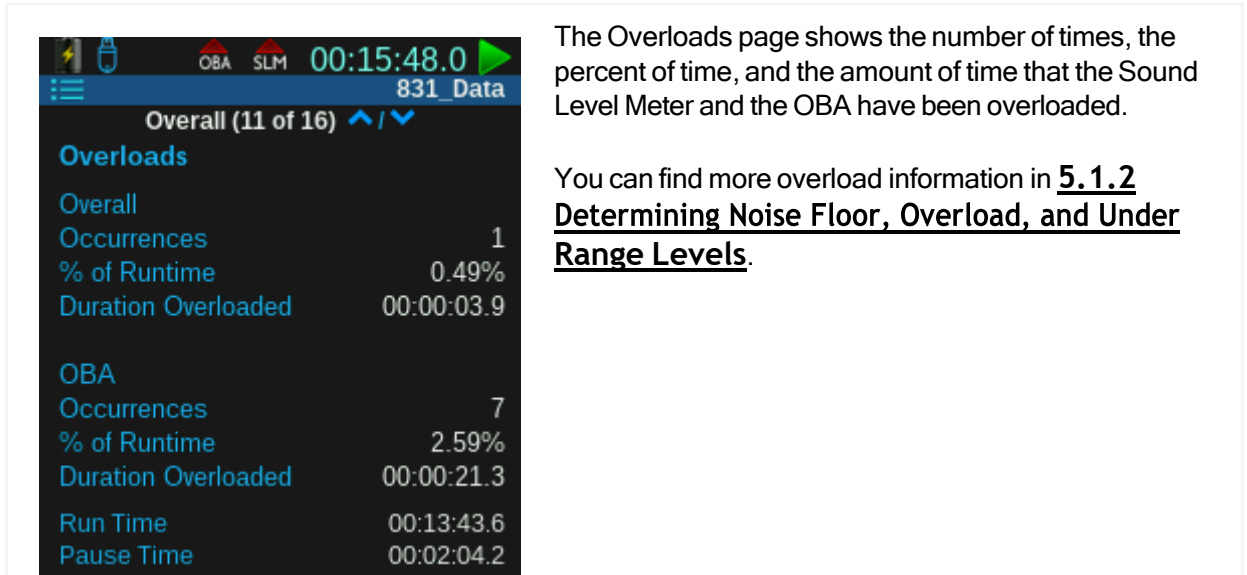 OBA SLM 00:15:48.0
831_Data
Overall (11 of 16) /
Overloads
Overall
Occurrences 1
% of Runtime 0.49%
Duration Overloaded 00:00:03.9
OBA
Occurrences 7
% of Runtime 2.59%
Duration Overloaded 00:00:21.3
Run Time 00:13:43.6
Pause Time 00:02:04.2
The Overloads page shows the number of times, the
percent of time, and the amount of time that the Sound
Level Meter and the OBA have been overloaded.
You can find more overload information in 5.1.2
Determining Noise Floor, Overload, and Under
Range Levels.